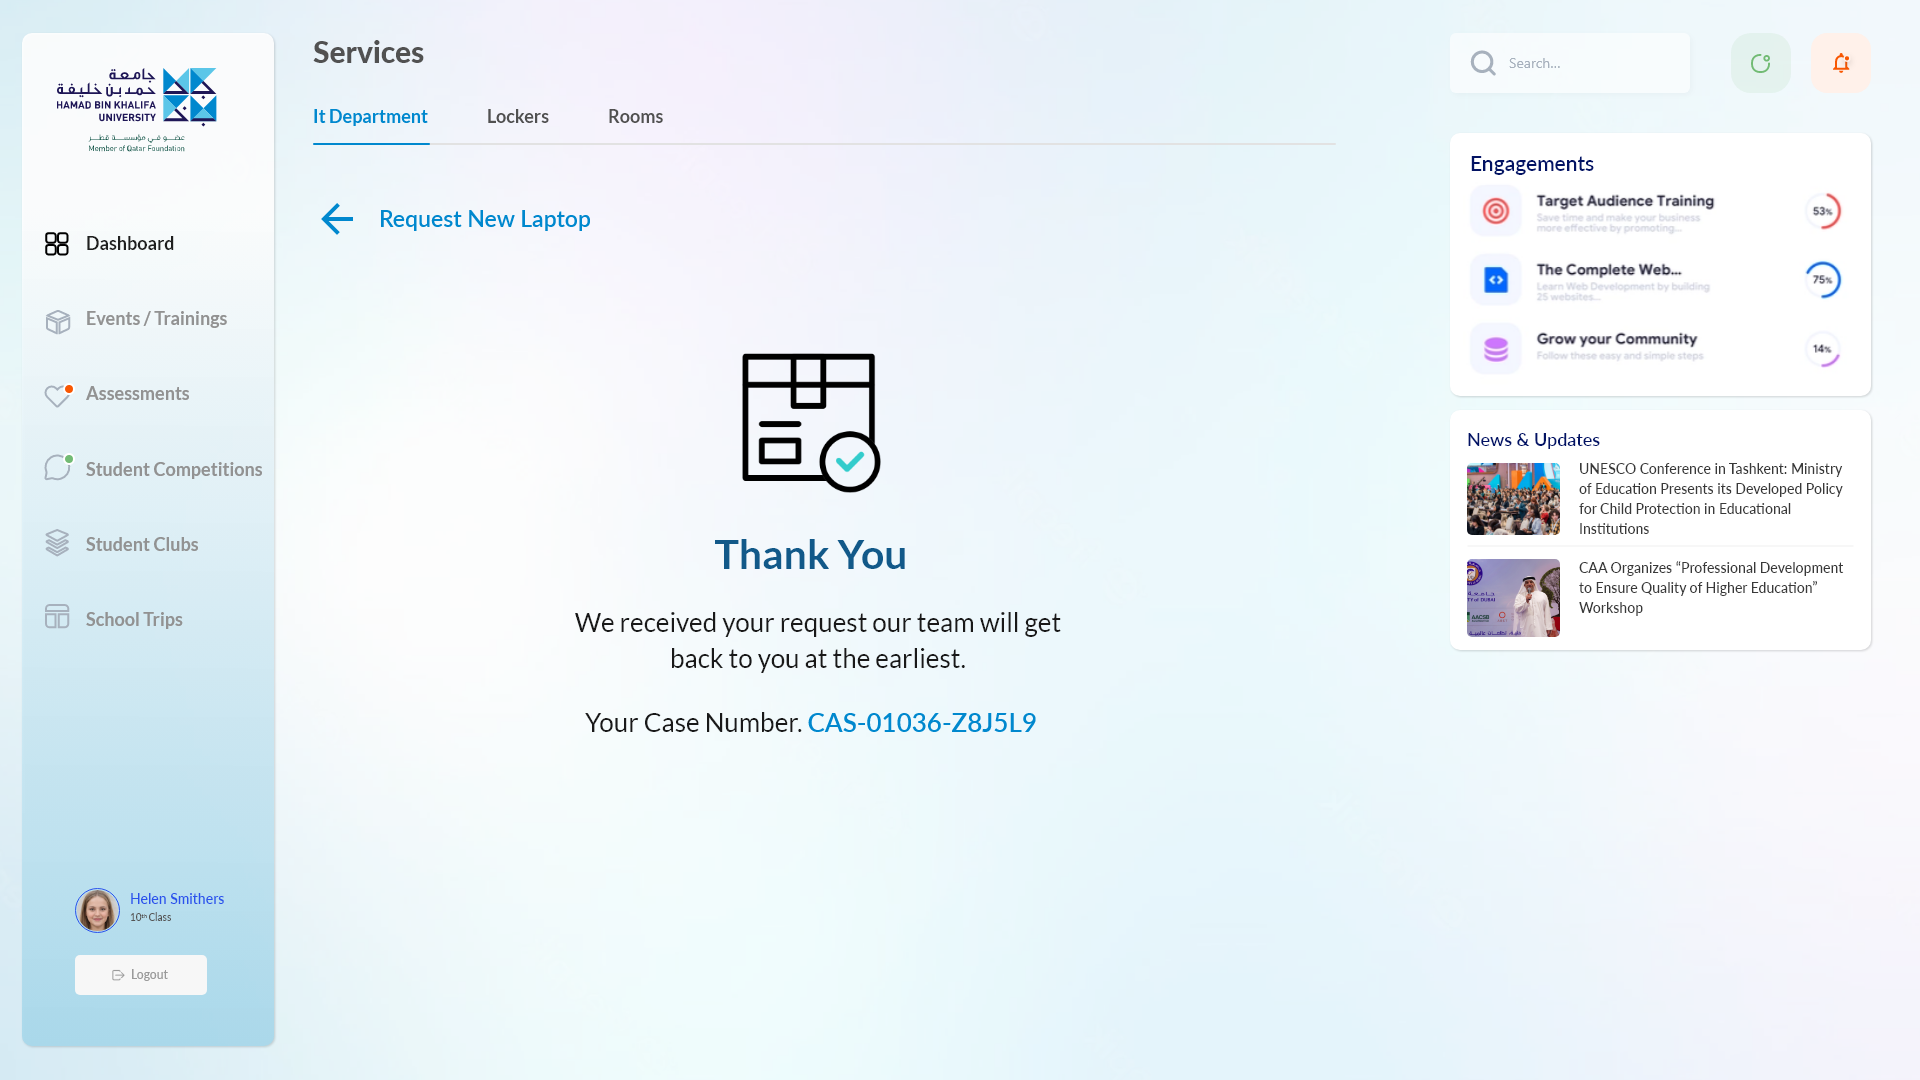 جامعة
حمد بن خليفة
HAMAD BIN KHALIFA
UNIVERSITY
عضو في مؤسسة قطر
Member of Qatar Foundation
Dashboard
Events / Trainings
Assessments
Student Competitions
Student Clubs
School Trips
Helen Smithers
10th Class
Logout
Services
It Department
Lockers
Rooms
Request New Laptop
Thank You
We received your request our team will get
back to you at the earliest.
Your Case Number. CAS-01036-Z8J5L9
Search...
Engagements
Target Audience Training
Save time and make your business
more effective by promoting...
53%
The Complete Web...
Learn Web Development by building
25 websites...
75%
Grow your Community
Follow these easy and simple steps
14%
News & Updates
UNESCO Conference in Tashkent: Ministry
of Education Presents its Developed Policy
for Child Protection in Educational
Institutions
CAA Organizes “Professional Development
to Ensure Quality of Higher Education”
Workshop
AACSB